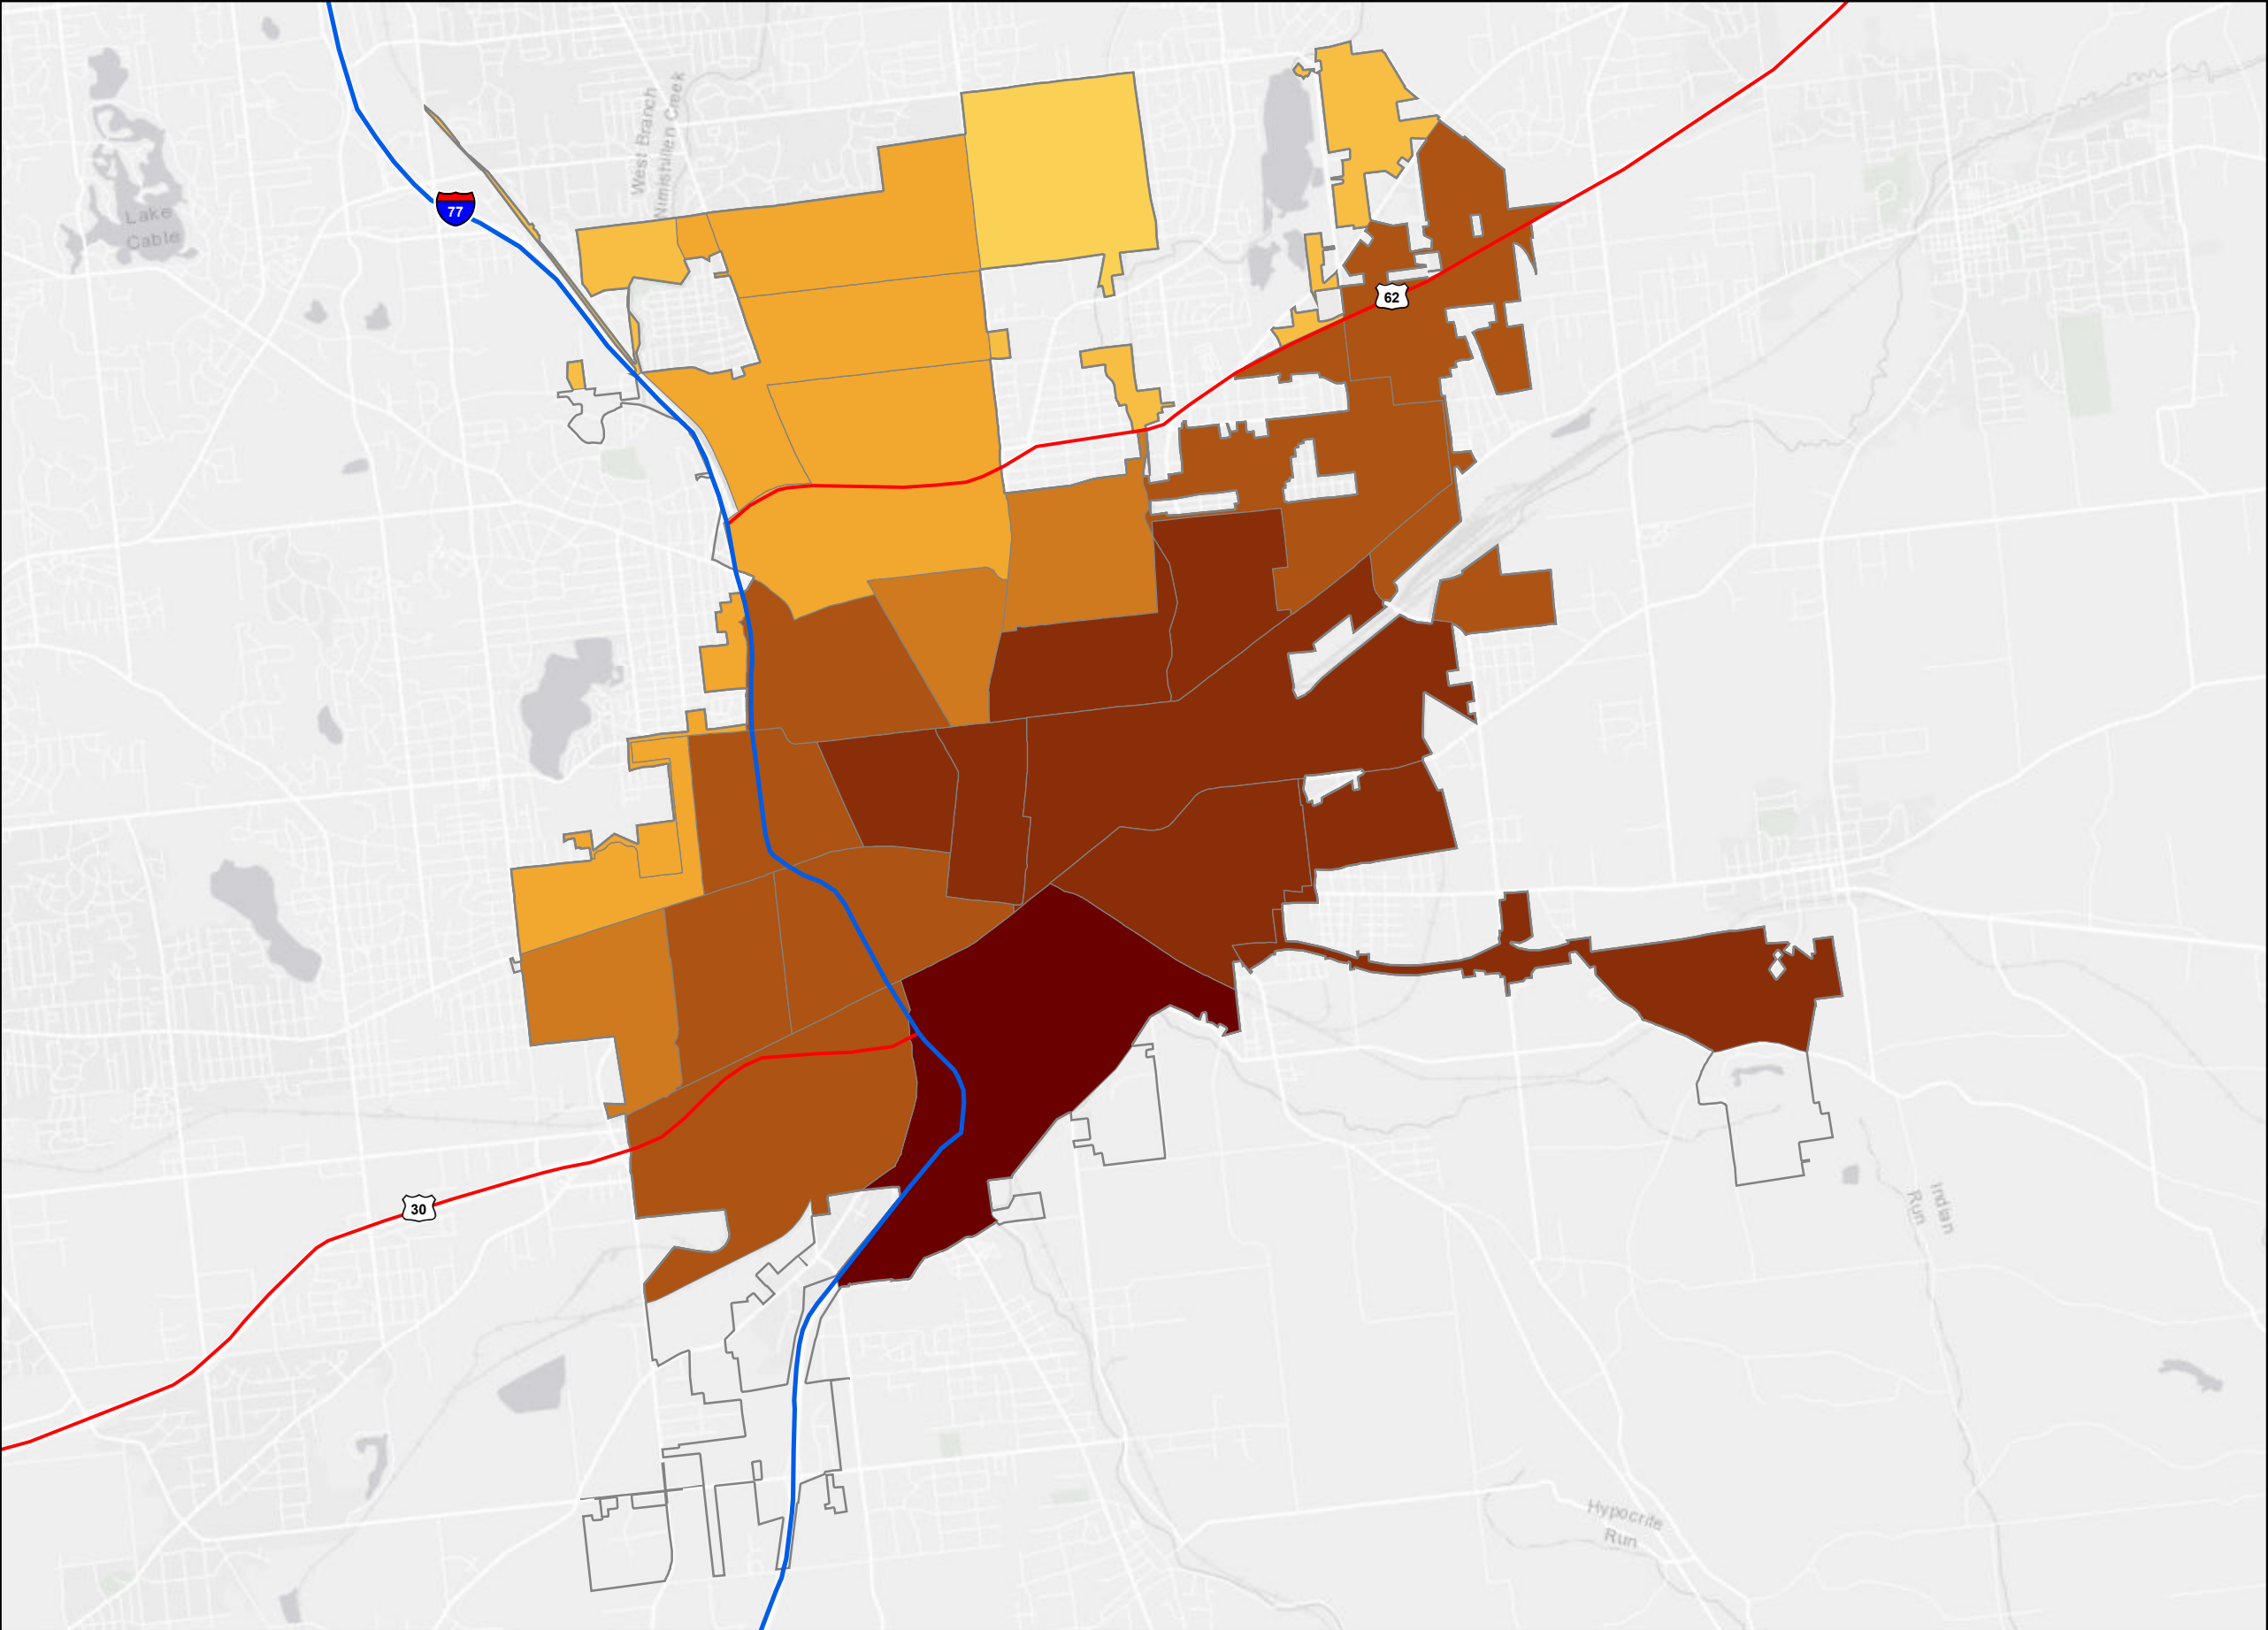 West Branch
Nimishillen Creek
Lake
Cable
77
62
30
Indian
Run
Hypocrite
Run